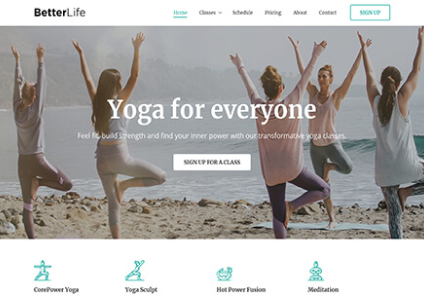 BetterLife
Home Classes Schedule Pricing About Contact SIGN UP
Yoga for everyone
Feel fit, build strength and find your inner power with our transformative yoga classes.
SIGN UP FOR A CLASS
CorePower Yoga Yoga Sculpt Hot Power Fusion Meditation